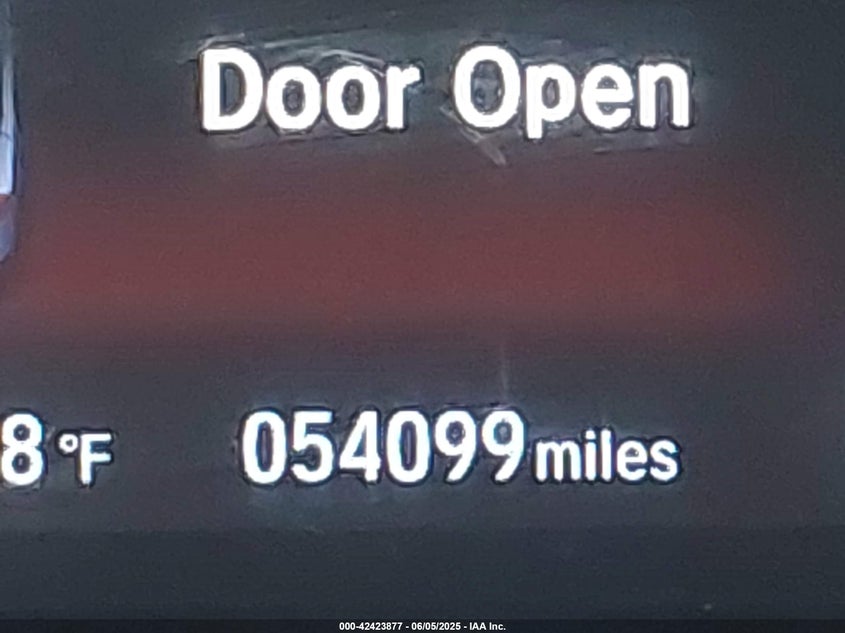 Door Open
8 °F 054099 miles
000-42423877 - 06/05/2025 - IAA Inc.